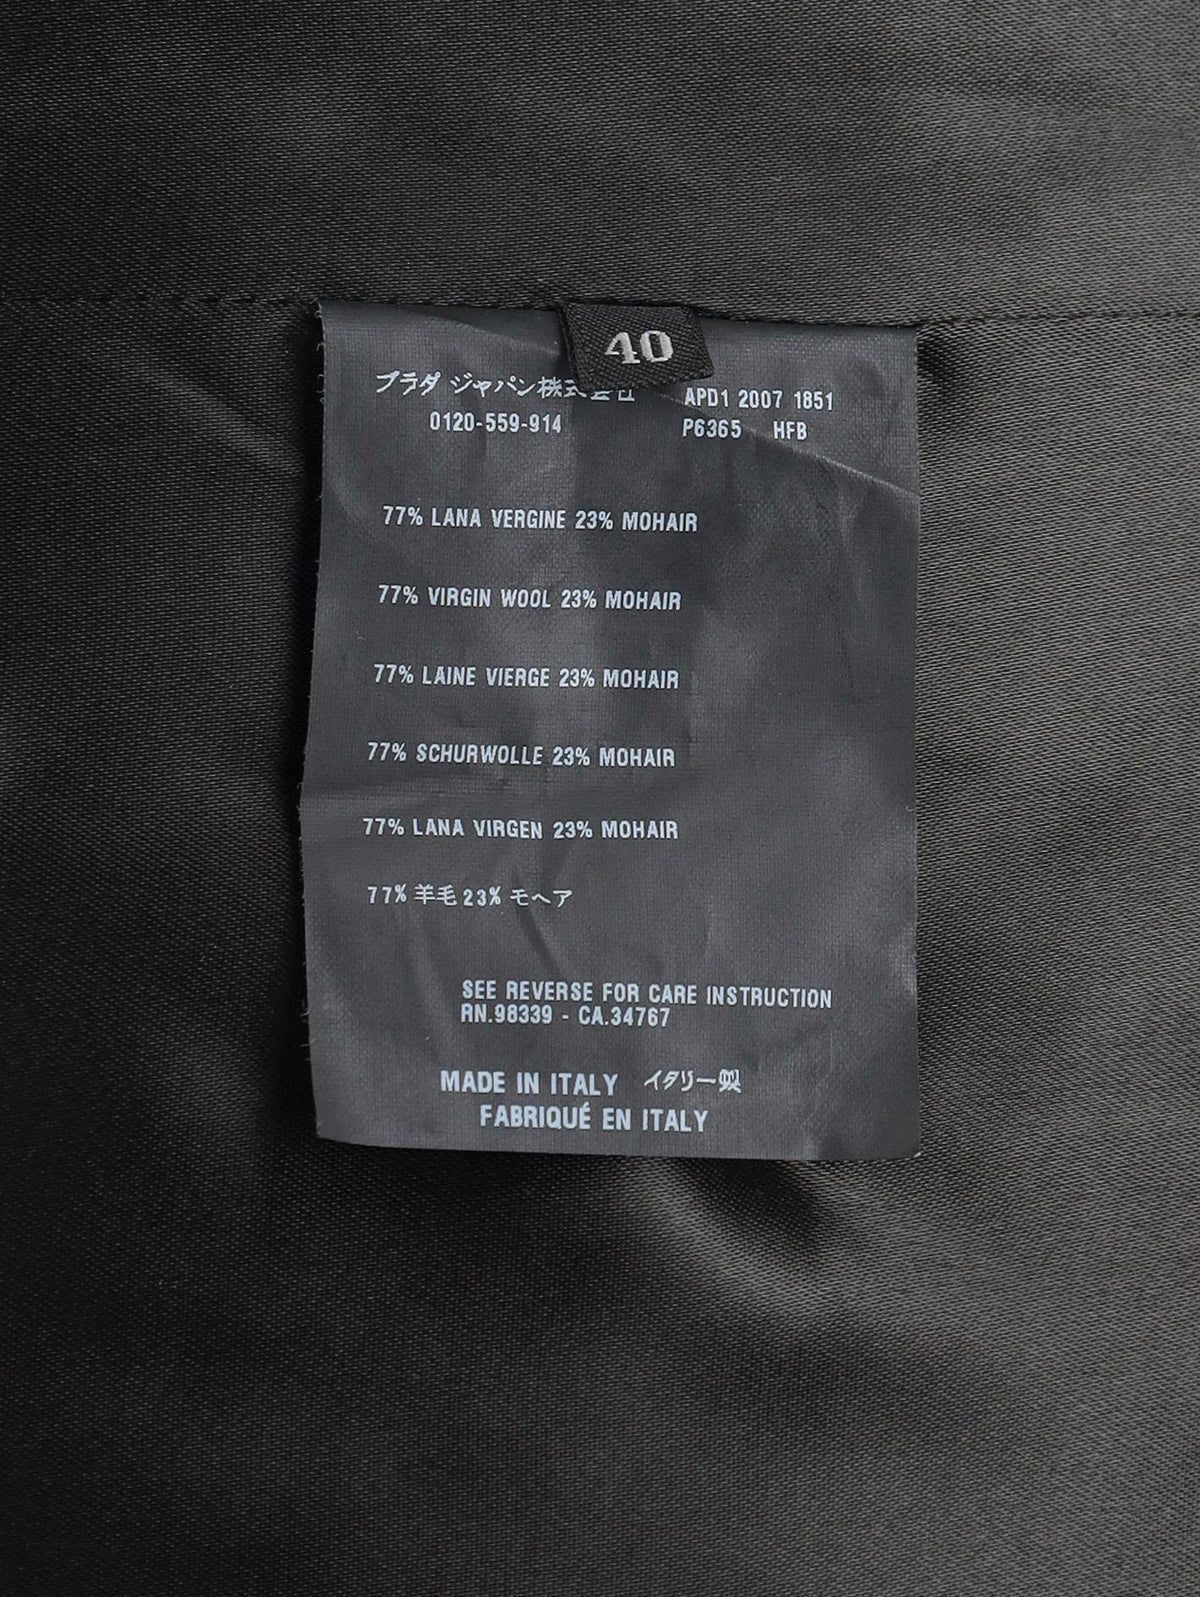 40
プラダ ジャパン株式会社 APD1 2007 1851
0120-559-914 P6365 HFB
77% LANA VERGINE 23% MOHAIR
77% VIRGIN WOOL 23% MOHAIR
77% LAINE VIERGE 23% MOHAIR
77% SCHURWOLLE 23% MOHAIR
77% LANA VIRGEN 23% MOHAIR
77% 羊毛 23% モヘア
SEE REVERSE FOR CARE INSTRUCTION
RN.98339 - CA.34767
MADE IN ITALY イタリー製
FABRIQUÉ EN ITALY